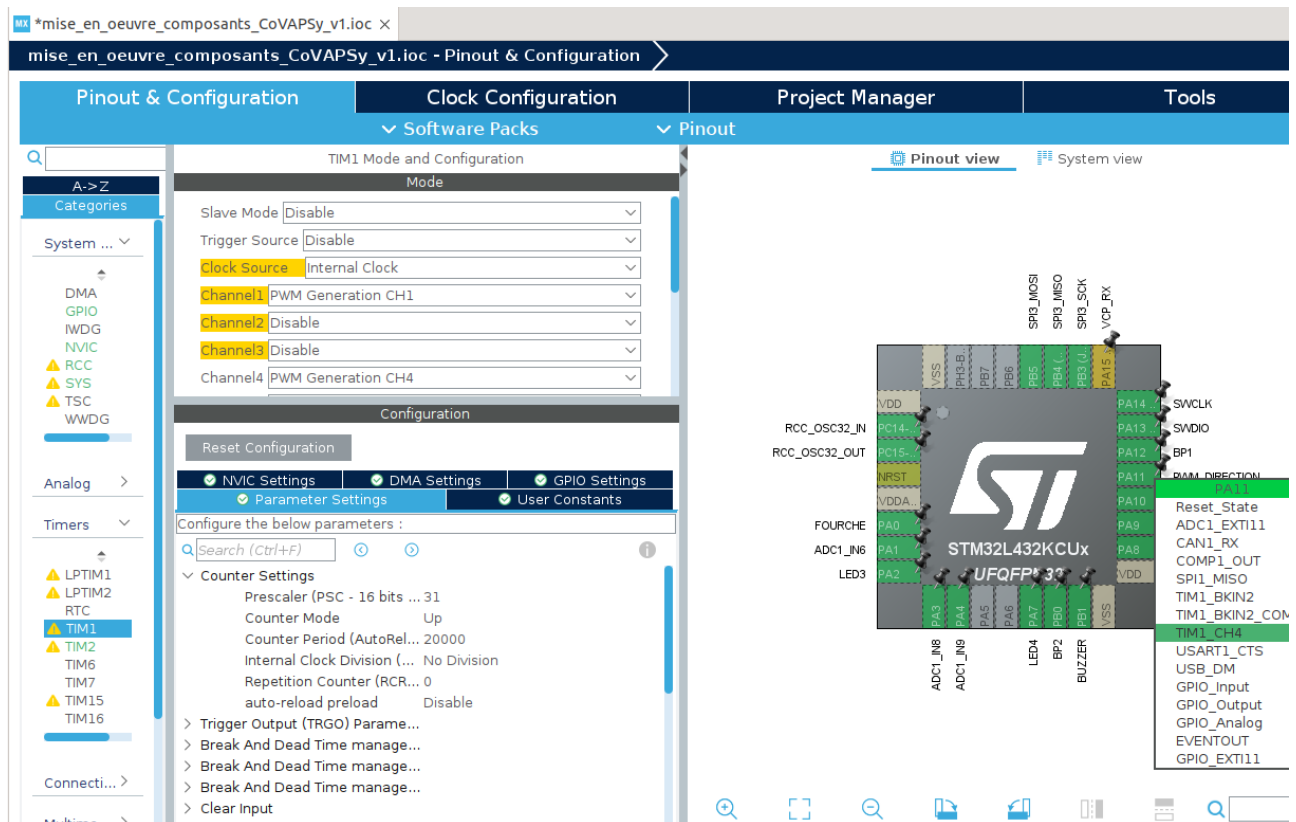 MX *mise_en_oeuvre_composants_CoVAPSy_v1.ioc ×
mise_en_oeuvre_composants_CoVAPSy_v1.ioc - Pinout & Configuration
Pinout & Configuration
Clock Configuration
Project Manager
Tools
Software Packs
Pinout
A->Z
Categories
System ...
DMA
GPIO
IWDG
NVIC
RCC
SYS
TSC
WWDG
Analog
Timers
LPTIM1
LPTIM2
RTC
TIM1
TIM2
TIM6
TIM7
TIM15
TIM16
Connecti...
TIM1 Mode and Configuration
Mode
Slave Mode Disable
Trigger Source Disable
Clock Source Internal Clock
Channel1 PWM Generation CH1
Channel2 Disable
Channel3 Disable
Channel4 PWM Generation CH4
Configuration
Reset Configuration
NVIC Settings
DMA Settings
GPIO Settings
Parameter Settings
User Constants
Configure the below parameters :
Search (Ctrl+F)
Counter Settings
Prescaler (PSC - 16 bits ... 31
Counter Mode Up
Counter Period (AutoRel... 20000
Internal Clock Division (... No Division
Repetition Counter (RCR... 0
auto-reload preload Disable
Trigger Output (TRGO) Parame...
Break And Dead Time manage...
Break And Dead Time manage...
Break And Dead Time manage...
Clear Input
Pinout view
System view
SPI3_MOSI
SPI3_MISO
SPI3_SCK
VCP_RX
VSS
PH3-B...
PB7
PB6
PB5
PB4 (...
PB3 (J...
PA15
VDD
RCC_OSC32_IN PC14-...
RCC_OSC32_OUT PC15-...
NRST
VDDA...
FOURCHE PA0
ADC1_IN6 PA1
LED3 PA2
PA14 SWCLK
PA13 SWDIO
PA12 BP1
PA11 PWM_DIRECTION
PA10
PA9
PA8
VDD
STM32L432KCUx
UFQFPN32
PA3
PA4
PA5
PA6
PA7
PB0
PB1
VSS
ADC1_IN8
ADC1_IN9
LED4
BP2
BUZZER
PA11
Reset_State
ADC1_EXTI11
CAN1_RX
COMP1_OUT
SPI1_MISO
TIM1_BKIN2
TIM1_BKIN2_COM
TIM1_CH4
USART1_CTS
USB_DM
GPIO_Input
GPIO_Output
GPIO_Analog
EVENTOUT
GPIO_EXTI11